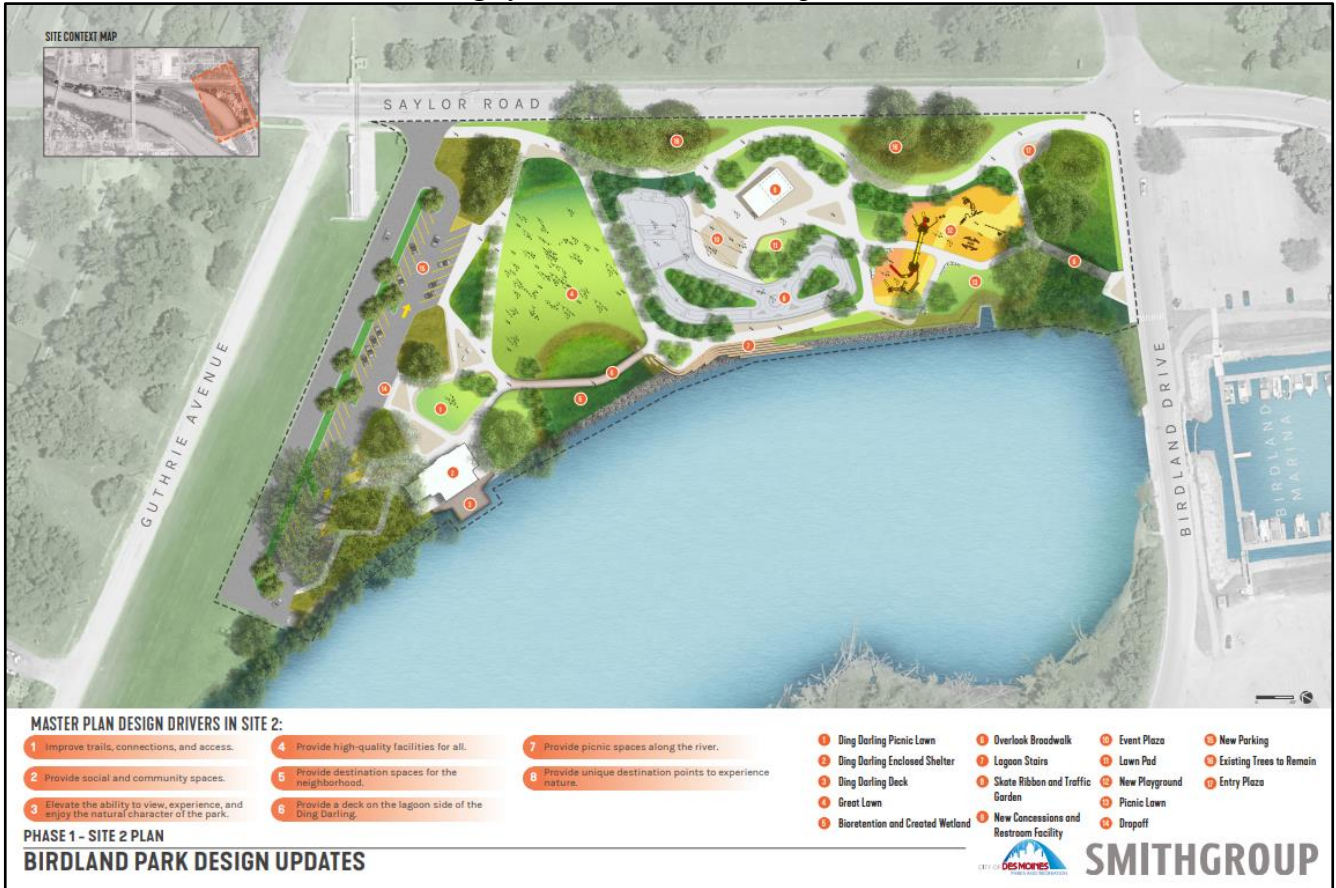 SITE CONTEXT MAP
SAYLOR ROAD
GUTHRIE AVENUE
BIRDLAND DRIVE
BIRDLAND
MARINA
MASTER PLAN DESIGN DRIVERS IN SITE 2:
1 Improve trails, connections, and access.
2 Provide social and community spaces.
3 Elevate the ability to view, experience, and
enjoy the natural character of the park.
4 Provide high-quality facilities for all.
5 Provide destination spaces for the
neighborhood.
6 Provide a deck on the lagoon side of the
Ding Darling.
7 Provide picnic spaces along the river.
8 Provide unique destination points to experience
nature.
1 Ding Darling Picnic Lawn
2 Ding Darling Enclosed Shelter
3 Ding Darling Deck
4 Great Lawn
5 Bioretention and Created Wetland
6 Overlook Broadwalk
7 Lagoon Stairs
8 Skate Ribbon and Traffic
Garden
9 New Concessions and
Restroom Facility
10 Event Plaza
11 Lawn Pad
12 New Playground
13 Picnic Lawn
14 Dropoff
15 New Parking
16 Existing Trees to Remain
17 Entry Plaza
PHASE 1 - SITE 2 PLAN
BIRDLAND PARK DESIGN UPDATES
CITY OF DES MOINES
PARKS AND RECREATION
SMITHGROUP